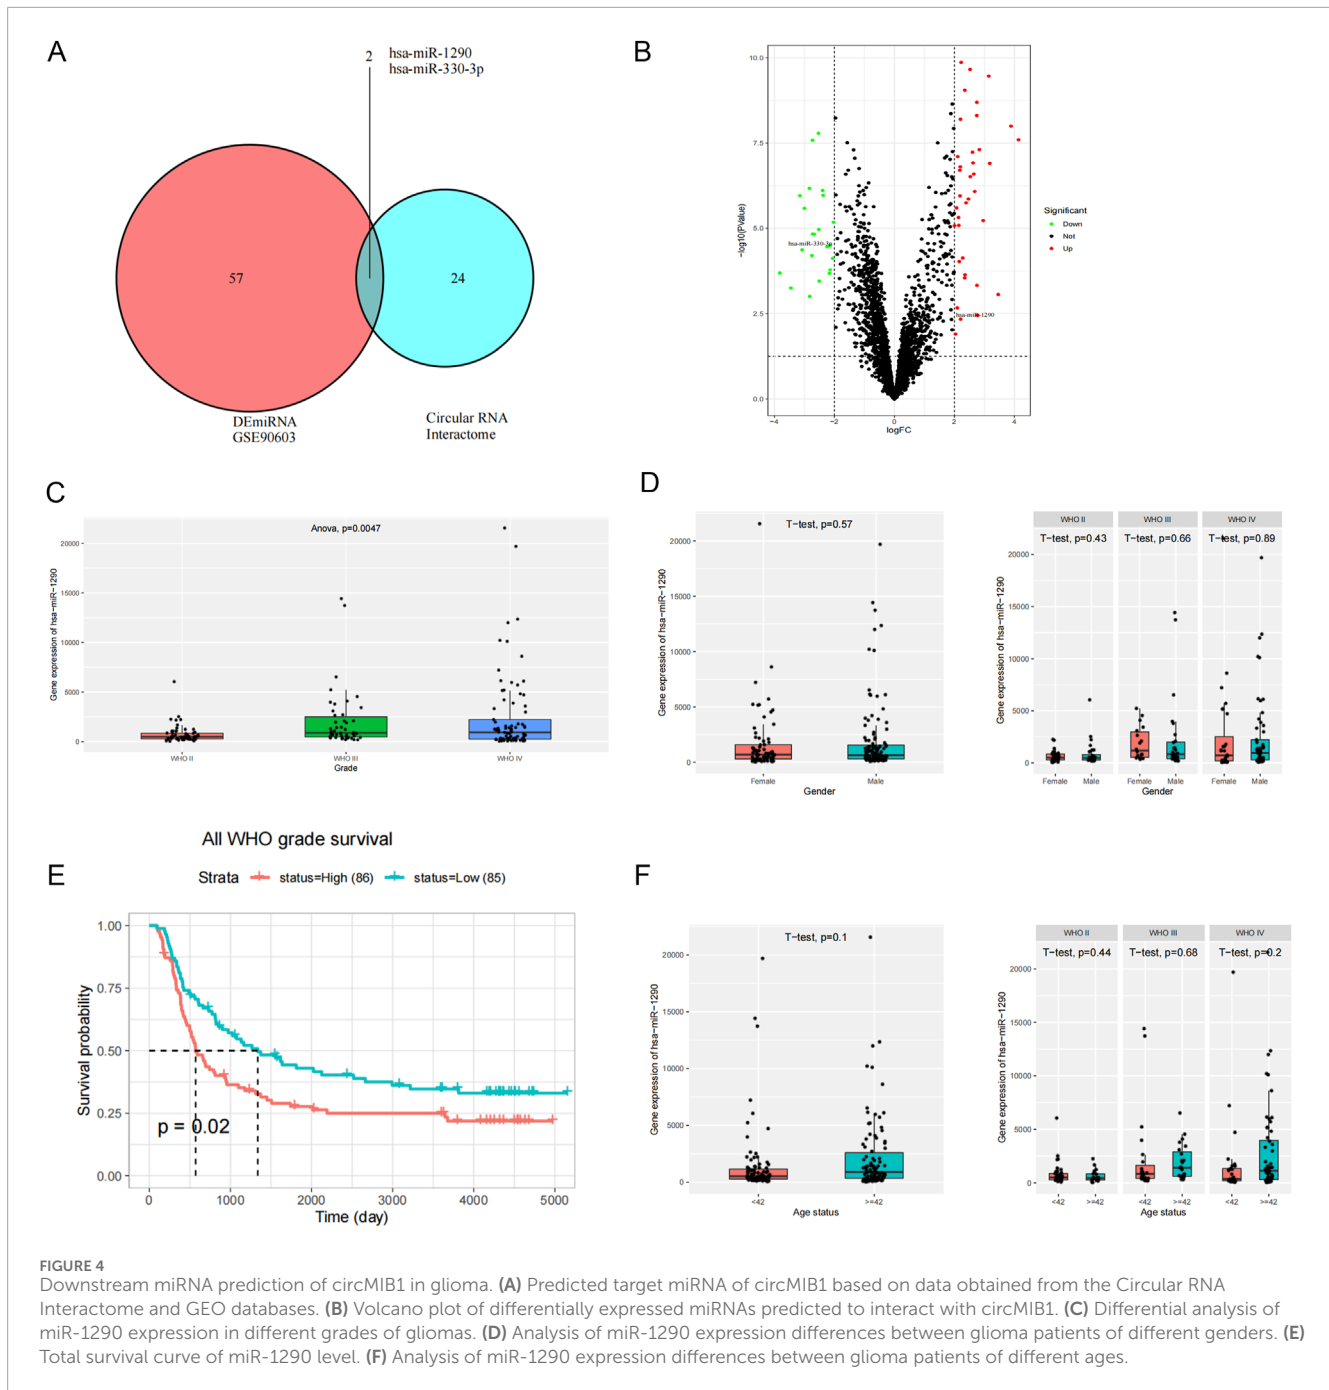 A
2
hsa-miR-1290
hsa-miR-330-3p
57
24
DEmiRNA
GSE90603
Circular RNA
Interactome
B
10.0
7.5
5.0
2.5
0.0
−log10(PValue)
hsa-miR-330-3p
hsa-miR-1290
−4
−2
0
2
4
logFC
Significant
Down
Not
Up
C
Anova, p=0.0047
Gene expression of hsa−miR−1290
20000
15000
10000
5000
0
WHO II
WHO III
WHO IV
Grade
D
T−test, p=0.57
Gene expression of hsa−miR−1290
20000
15000
10000
5000
0
Female
Male
Gender
WHO II
WHO III
WHO IV
T−test, p=0.43
T−test, p=0.66
T−test, p=0.89
Gene expression of hsa−miR−1290
20000
15000
10000
5000
0
Female Male
Female Male
Female Male
Gender
All WHO grade survival
E
Strata status=High (86) status=Low (85)
Survival probability
1.00
0.75
0.50
0.25
0.00
p = 0.02
0
1000
2000
3000
4000
5000
Time (day)
F
T−test, p=0.1
Gene expression of hsa−miR−1290
20000
15000
10000
5000
0
<42
>=42
Age status
WHO II
WHO III
WHO IV
T−test, p=0.44
T−test, p=0.68
T−test, p=0.2
Gene expression of hsa−miR−1290
20000
15000
10000
5000
0
<42 >=42
<42 >=42
<42 >=42
Age status
FIGURE 4
Downstream miRNA prediction of circMIB1 in glioma. (A) Predicted target miRNA of circMIB1 based on data obtained from the Circular RNA
Interactome and GEO databases. (B) Volcano plot of differentially expressed miRNAs predicted to interact with circMIB1. (C) Differential analysis of
miR-1290 expression in different grades of gliomas. (D) Analysis of miR-1290 expression differences between glioma patients of different genders. (E)
Total survival curve of miR-1290 level. (F) Analysis of miR-1290 expression differences between glioma patients of different ages.